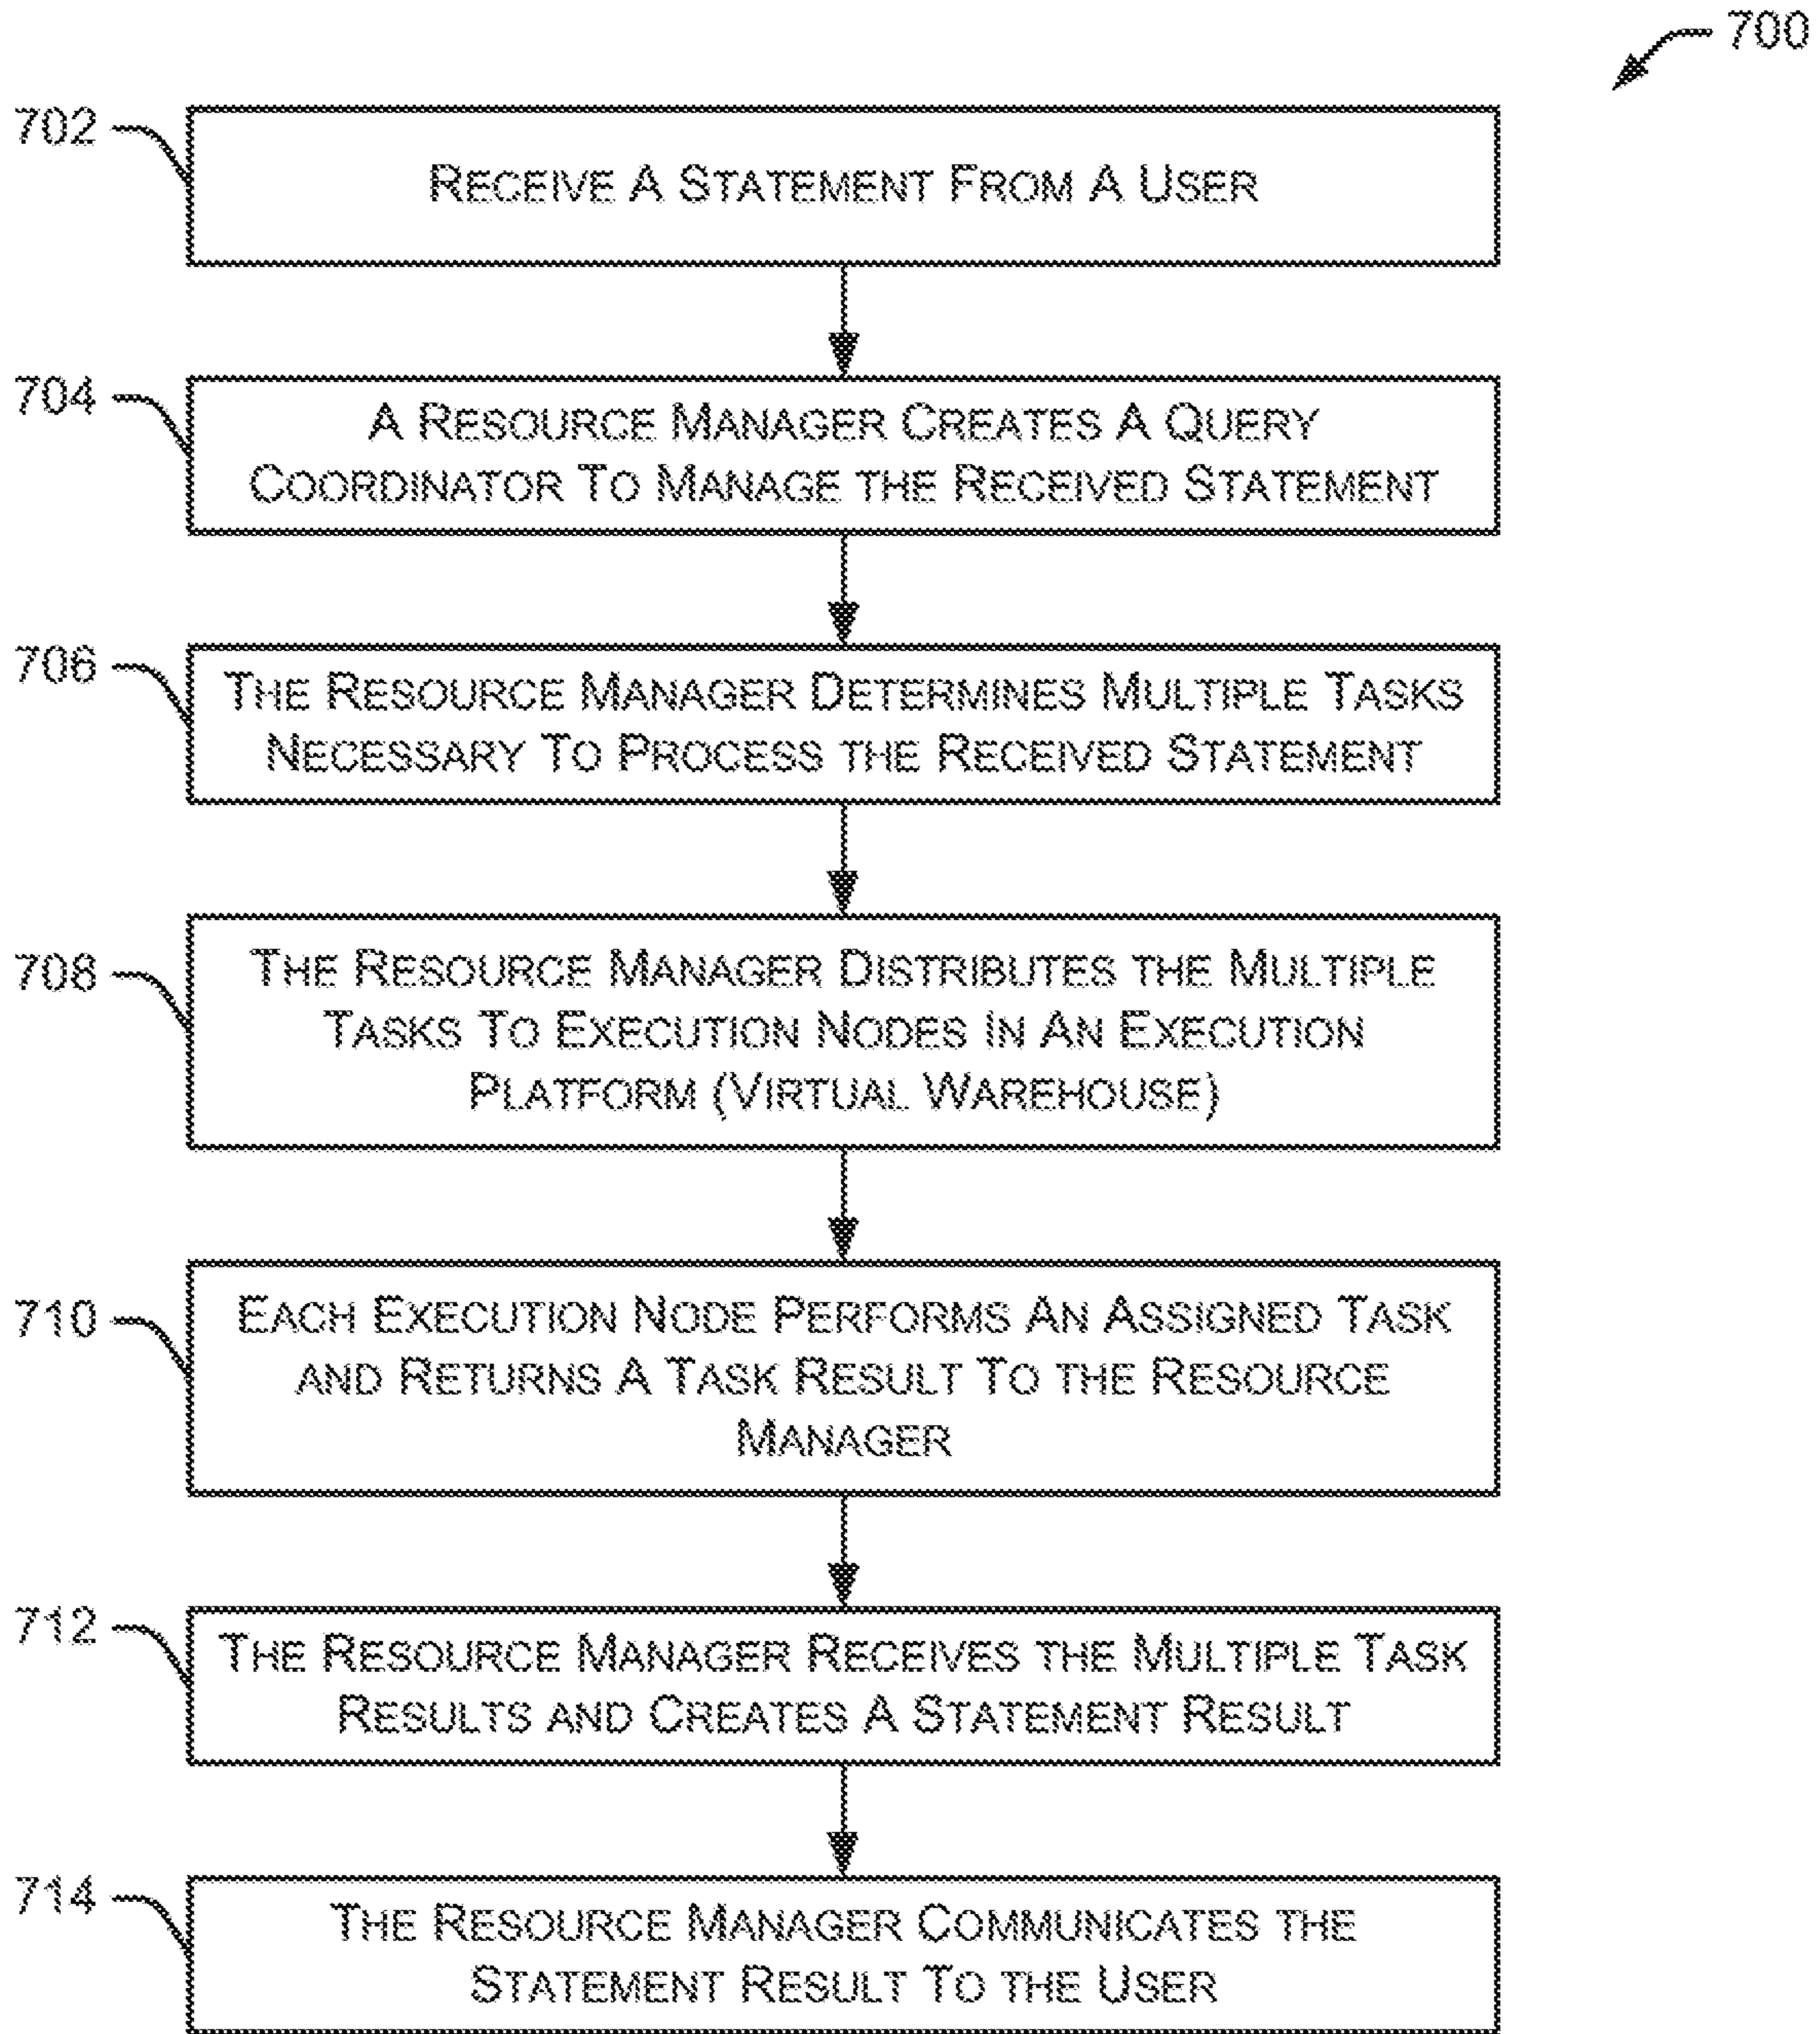 700
702
RECEIVE A STATEMENT FROM A USER
704
A RESOURCE MANAGER CREATES A QUERY
COORDINATOR TO MANAGE THE RECEIVED STATEMENT
706
THE RESOURCE MANAGER DETERMINES MULTIPLE TASKS
NECESSARY TO PROCESS THE RECEIVED STATEMENT
708
THE RESOURCE MANAGER DISTRIBUTES THE MULTIPLE
TASKS TO EXECUTION NODES IN AN EXECUTION
PLATFORM (VIRTUAL WAREHOUSE)
710
EACH EXECUTION NODE PERFORMS AN ASSIGNED TASK
AND RETURNS A TASK RESULT TO THE RESOURCE
MANAGER
712
THE RESOURCE MANAGER RECEIVES THE MULTIPLE TASK
RESULTS AND CREATES A STATEMENT RESULT
714
THE RESOURCE MANAGER COMMUNICATES THE
STATEMENT RESULT TO THE USER